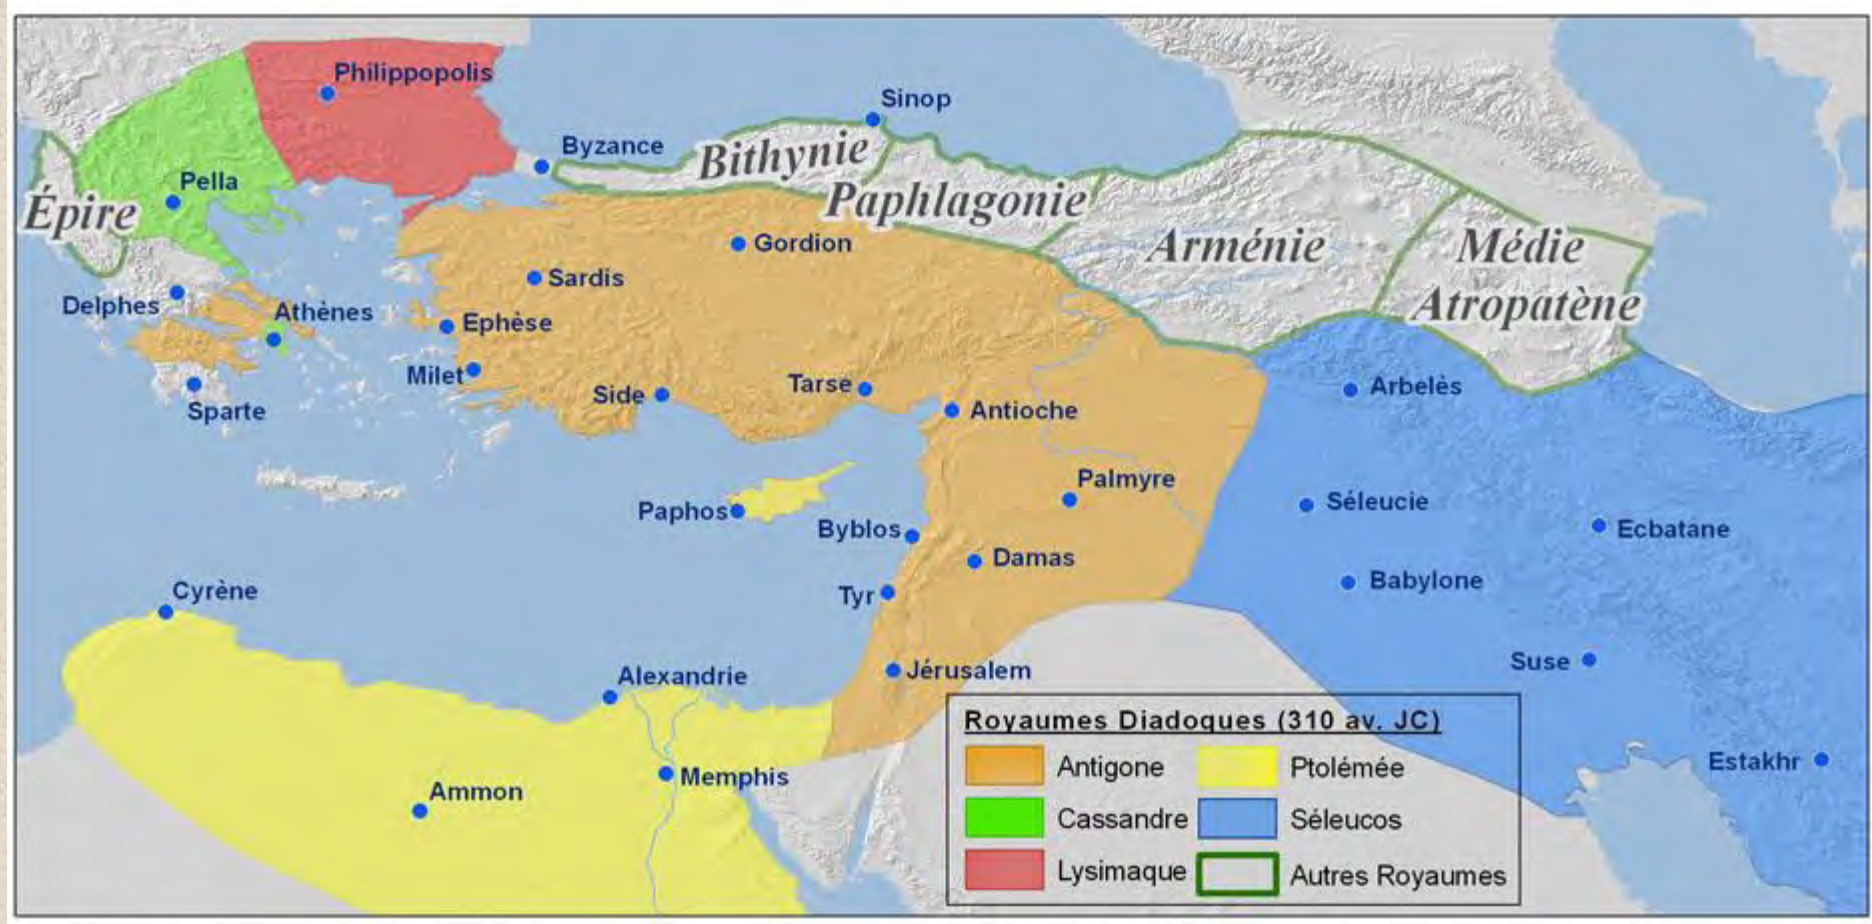 Philippopolis
Sinop
Byzance
Bithynie
Pella
Paphlagonie
Épire
Gordion
Arménie
Médie
Atropatène
Sardis
Delphes
Athènes
Ephèse
Milet
Side
Tarse
Antioche
Arbelès
Sparte
Palmyre
Paphos
Byblos
Séleucie
Ecbatane
Damas
Babylone
Cyrène
Tyr
Alexandrie
Jérusalem
Suse
Estakhr
Ammon
Memphis
Royaumes Diadoques (310 av. JC)
Antigone
Ptolémée
Cassandre
Séleucos
Lysimaque
Autres Royaumes